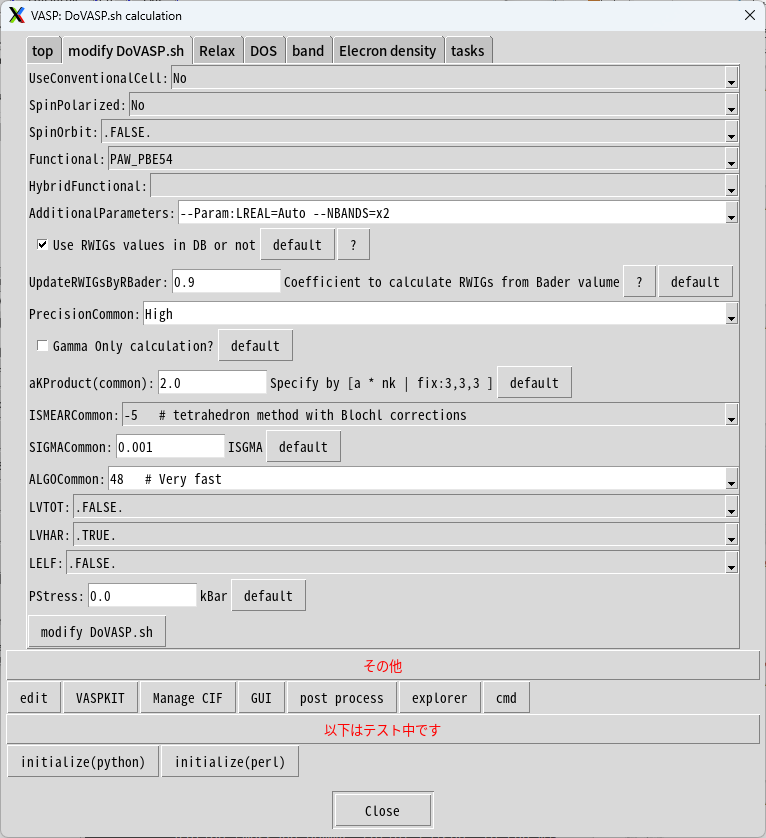 VASP: DoVASP.sh calculation
top modify DoVASP.sh Relax DOS band Elecron density tasks
UseConventionalCell: No
SpinPolarized: No
SpinOrbit: .FALSE.
Functional: PAW_PBE54
HybridFunctional:
AdditionalParameters: --Param:LREAL=Auto --NBANDS=x2
Use RWIGs values in DB or not default ?
UpdateRWIGsByRBader: 0.9 Coefficient to calculate RWIGs from Bader valume ? default
PrecisionCommon: High
Gamma Only calculation? default
aKProduct(common): 2.0 Specify by [a * nk | fix:3,3,3 ] default
ISMEARCommon: -5 # tetrahedron method with Blochl corrections
SIGMACommon: 0.001 ISGMA default
ALGOCommon: 48 # Very fast
LVTOT: .FALSE.
LVHAR: .TRUE.
LELF: .FALSE.
PStress: 0.0 kBar default
modify DoVASP.sh
その他
edit VASPKIT Manage CIF GUI post process explorer cmd
以下はテスト中です
initialize(python) initialize(perl)
Close